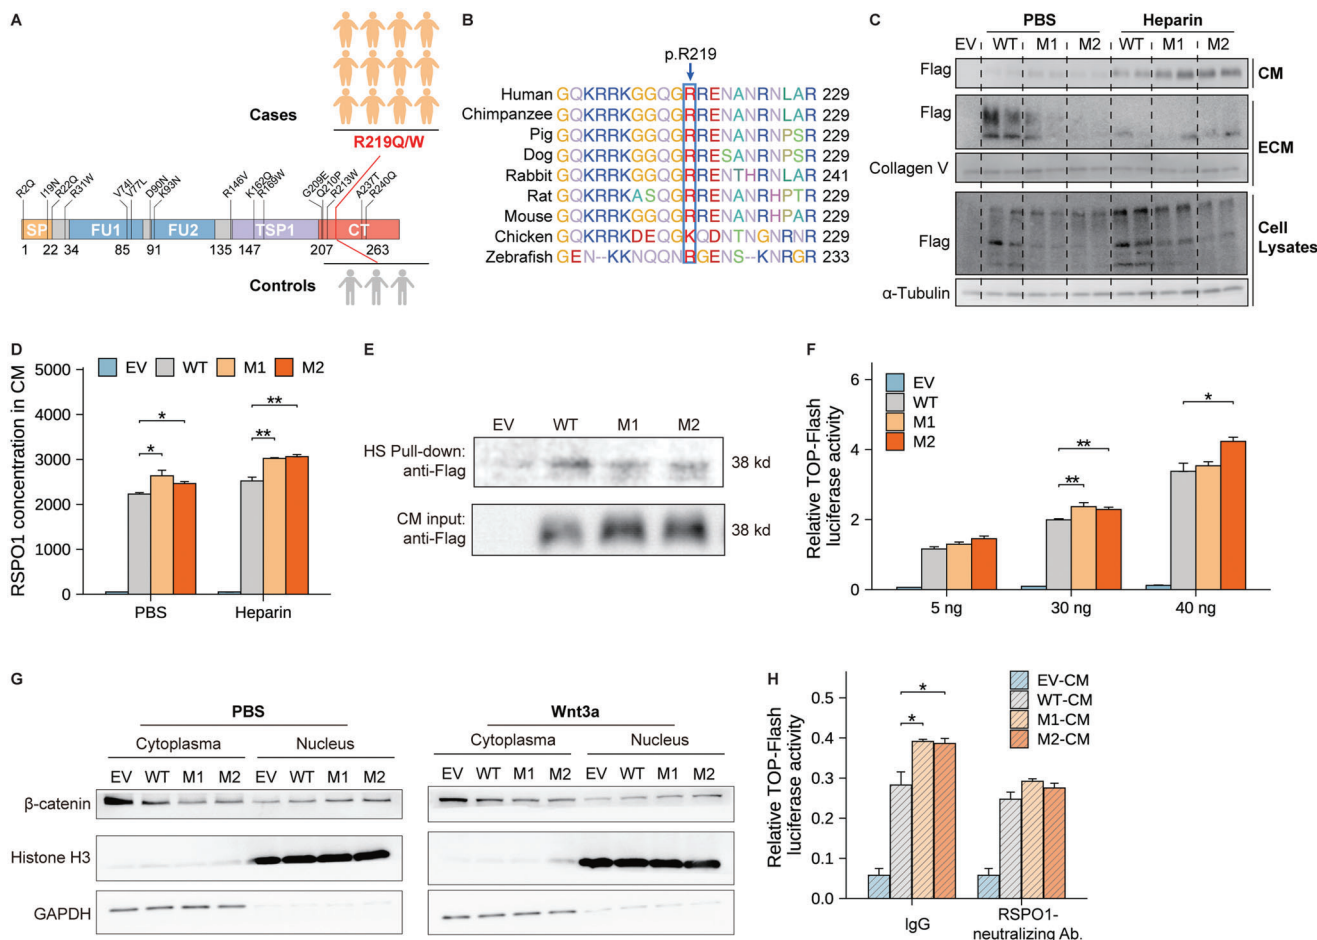 A
Cases
R219Q/W
R2Q
I19N
R22Q
R31W
V74L
V77L
D90N
K93N
R146V
K162Q
R169W
G209E
Q210P
R213W
A237T
R240Q
SP FU1 FU2 TSP1 CT
1 22 34 85 91 135 147 207 263
Controls
B
p.R219
Human GQKRRKGGQGRRENANRNLAR 229
Chimpanzee GQKRRKGGQGRRENANRNLAR 229
Pig GQKRRKGGQGRRENANRNPSR 229
Dog GQKRRKGGQGRRESANRNPSR 229
Rabbit GQKRRKGGQGRRENTHRNLAR 241
Rat GQKRRKASQGRRENANRHPTR 229
Mouse GQKRRKGGQGRRENANRHPAR 229
Chicken GQKRRKDEQGKQDNTNGNRNR 229
Zebrafish GEN--KKNQQNRGENS--KNRGR 233
C
PBS Heparin
EV WT M1 M2 WT M1 M2
Flag
CM
Flag
Collagen V
ECM
Flag
Cell
Lysates
α-Tubulin
D
EV WT M1 M2
RSPO1 concentration in CM
5000
4000
3000
2000
1000
0
* *
** **
PBS Heparin
E
EV WT M1 M2
HS Pull-down:
anti-Flag
38 kd
CM input:
anti-Flag
38 kd
F
EV
WT
M1
M2
Relative TOP-Flash
luciferase activity
6
4
2
0
** **
*
5 ng 30 ng 40 ng
G
PBS Wnt3a
Cytoplasma Nucleus Cytoplasma Nucleus
EV WT M1 M2 EV WT M1 M2 EV WT M1 M2 EV WT M1 M2
β-catenin
Histone H3
GAPDH
H
EV-CM
WT-CM
M1-CM
M2-CM
Relative TOP-Flash
luciferase activity
0.5
0.4
0.3
0.2
0.1
0.0
*
*
IgG RSPO1-
neutralizing Ab.